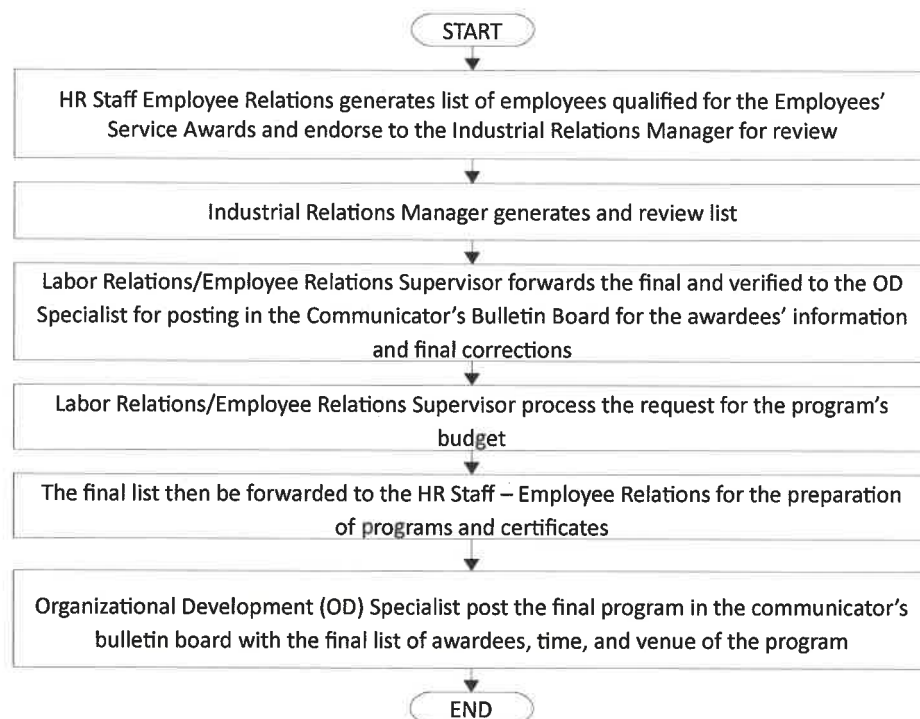 START
HR Staff Employee Relations generates list of employees qualified for the Employees’
Service Awards and endorse to the Industrial Relations Manager for review
Industrial Relations Manager generates and review list
Labor Relations/Employee Relations Supervisor forwards the final and verified to the OD
Specialist for posting in the Communicator’s Bulletin Board for the awardees’ information
and final corrections
Labor Relations/Employee Relations Supervisor process the request for the program’s
budget
The final list then be forwarded to the HR Staff – Employee Relations for the preparation
of programs and certificates
Organizational Development (OD) Specialist post the final program in the communicator’s
bulletin board with the final list of awardees, time, and venue of the program
END